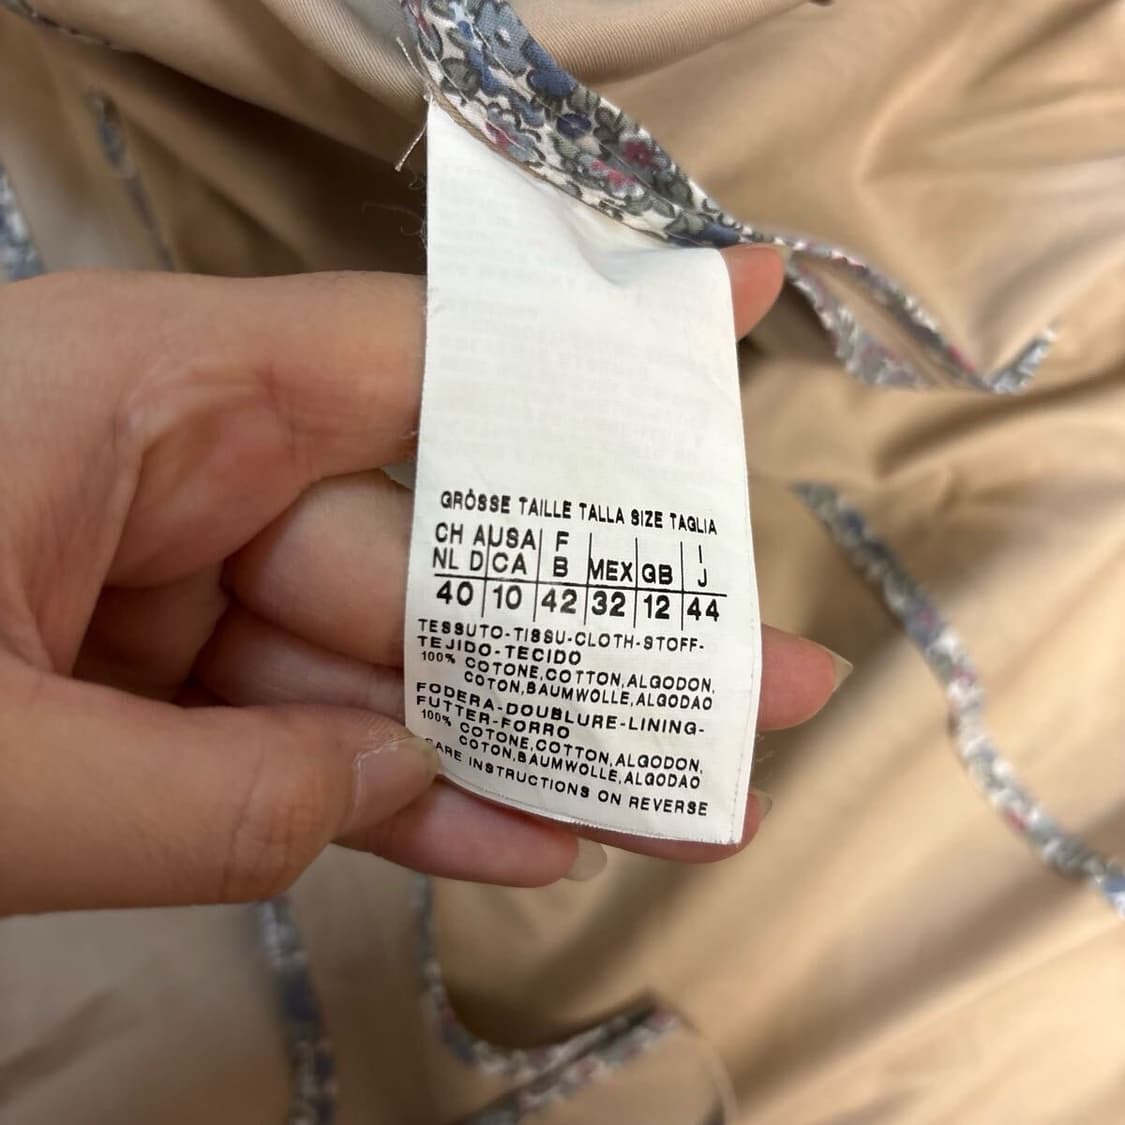 GRÖSSE TAILLE TALLA SIZE TAGLIA
CH A USA F I
NL D CA B MEX GB J
40 10 42 32 12 44
TESSUTO-TISSU-CLOTH-STOFF-
TEJIDO-TECIDO
100% COTONE,COTTON,ALGODON,
COTON,BAUMWOLLE,ALGODAO
FODERA-DOUBLURE-LINING-
FUTTER-FORRO
100% COTONE,COTTON,ALGODON,
COTON,BAUMWOLLE,ALGODAO
CARE INSTRUCTIONS ON REVERSE